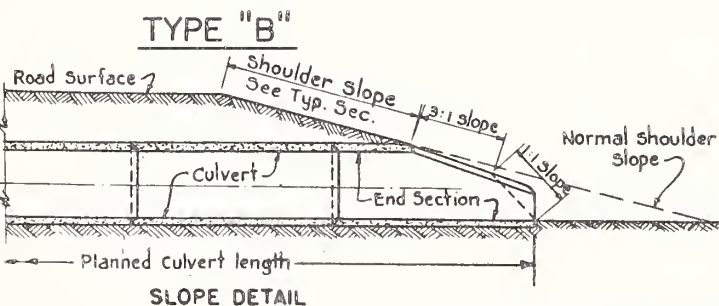 TYPE "B"
Road Surface
Shoulder Slope
See Typ. Sec.
3:1 Slope
1:1 Slope
Normal Shoulder
Slope
Culvert
End Section
Planned Culvert length
SLOPE DETAIL